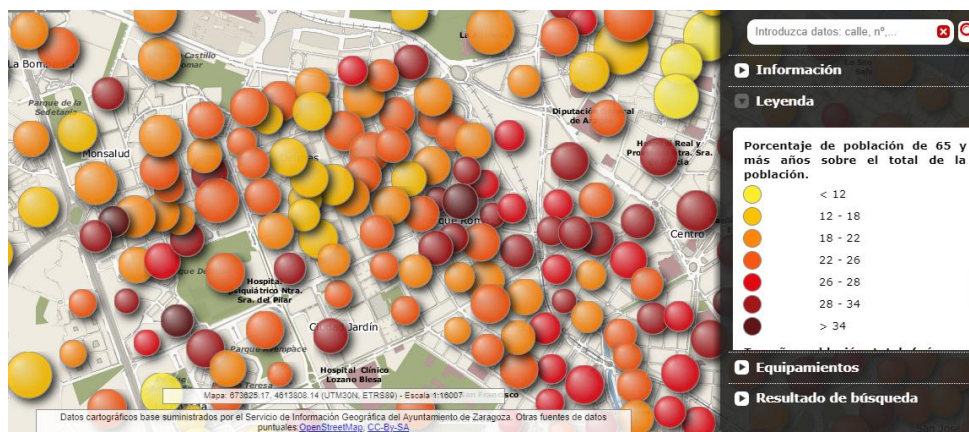 Introduzca datos: calle, nº,...
Información
Leyenda
Porcentaje de población de 65 y
más años sobre el total de la
población.
< 12
12 - 18
18 - 22
22 - 26
26 - 28
28 - 34
> 34
Equipamientos
Resultado de búsqueda
La
Castillo
Parque de la
Sedetania
Monsalud
Diputación
de
Real y
Sra.
Centro
Hospital
Psiquiátrico Ntra.
Sra. del Pilar
Jardín
Parque
Hospital Clínico
Lozano Blesa
Mapa: 673625.17, 4613808.14 (UTM30N, ETRS89) - Escala 1:16007
Datos cartográficos base suministrados por el Servicio de Información Geográfica del Ayuntamiento de Zaragoza. Otras fuentes de datos
puntuales:OpenStreetMap, CC-By-SA